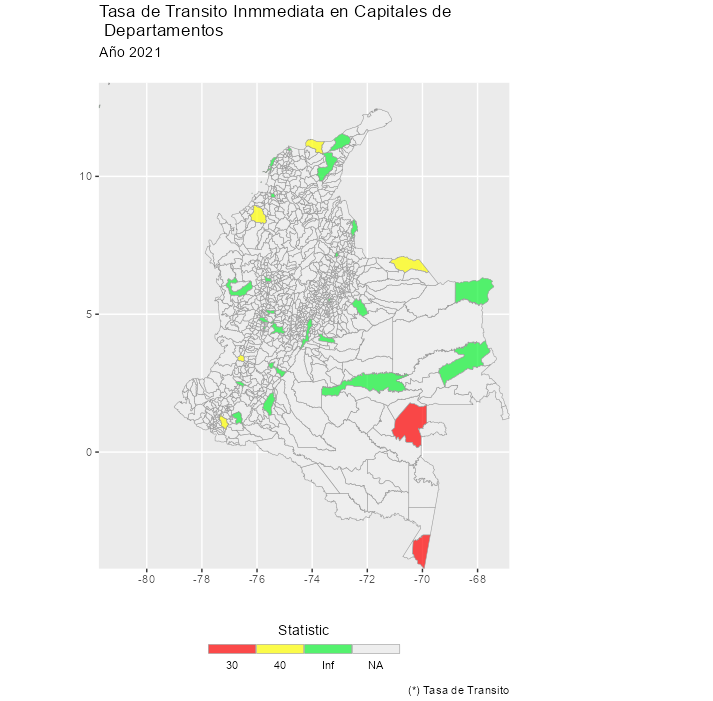 Tasa de Transito Inmmediata en Capitales de
Departamentos
Año 2021
10
5
0
-80 -78 -76 -74 -72 -70 -68
Statistic
30 40 Inf NA
(*) Tasa de Transito